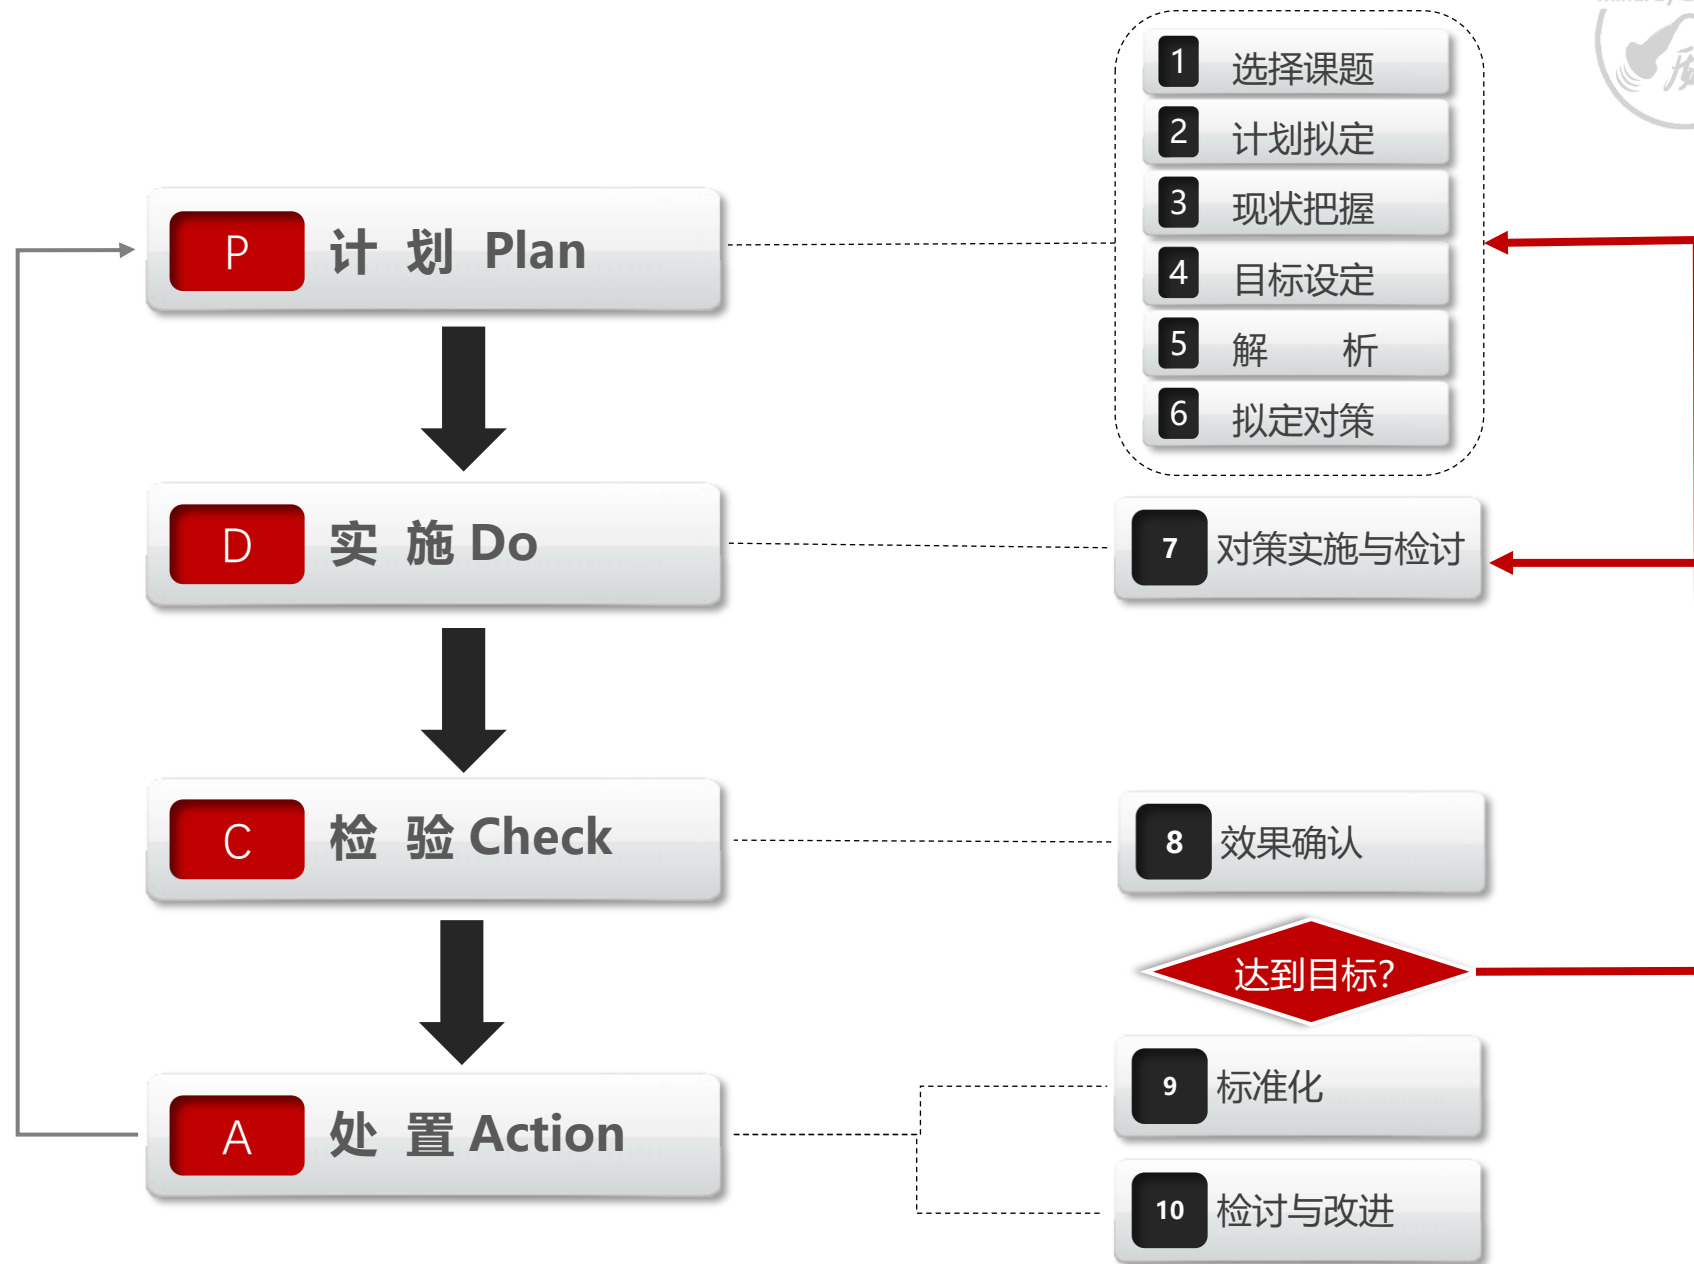 1 选择课题
2 计划拟定
3 现状把握
4 目标设定
5 解 析
6 拟定对策
P 计 划 Plan
D 实 施 Do
7 对策实施与检讨
C 检 验 Check
8 效果确认
达到目标?
A 处 置 Action
9 标准化
10 检讨与改进